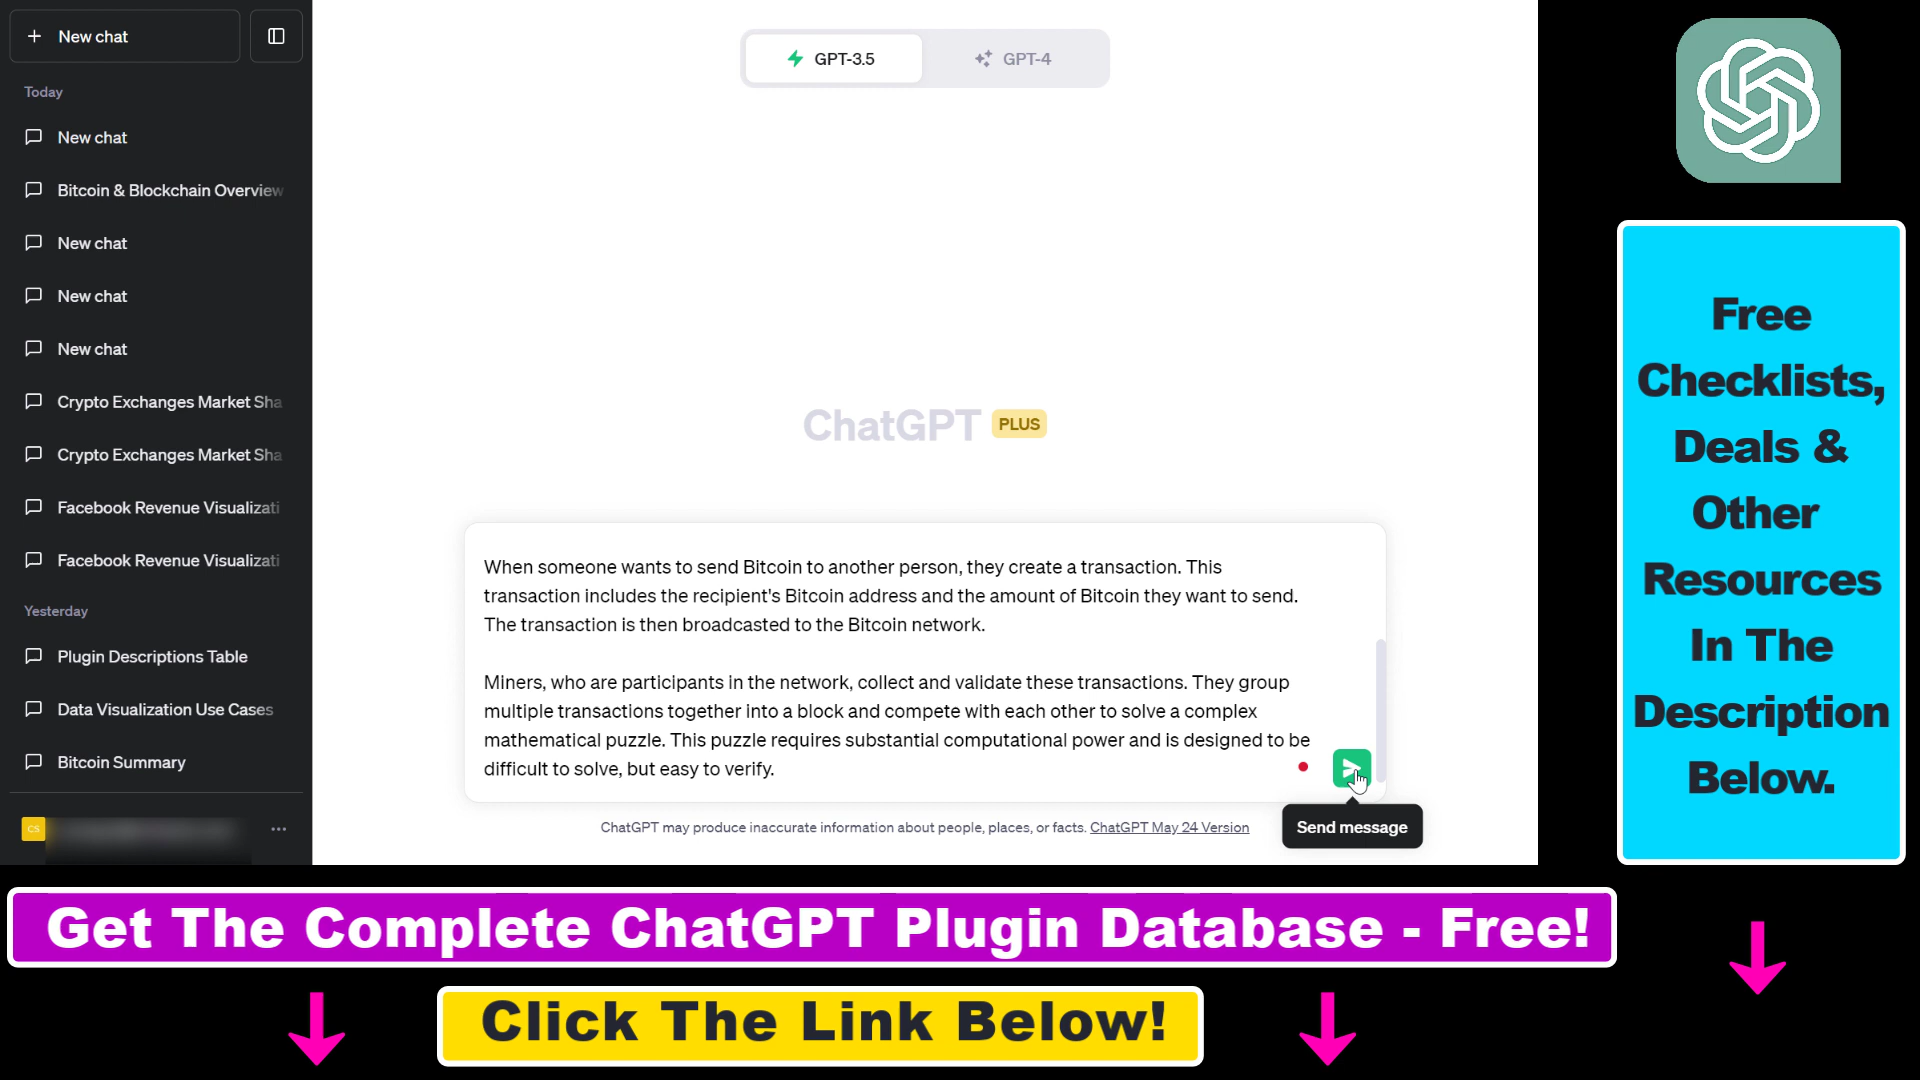 New chat
Today
New chat
Bitcoin & Blockchain Overview
New chat
New chat
New chat
Crypto Exchanges Market Sha
Crypto Exchanges Market Sha
Facebook Revenue Visualizati
Facebook Revenue Visualizati
Yesterday
Plugin Descriptions Table
Data Visualization Use Cases
Bitcoin Summary
CS
GPT-3.5
GPT-4
ChatGPT PLUS
When someone wants to send Bitcoin to another person, they create a transaction. This
transaction includes the recipient's Bitcoin address and the amount of Bitcoin they want to send.
The transaction is then broadcasted to the Bitcoin network.
Miners, who are participants in the network, collect and validate these transactions. They group
multiple transactions together into a block and compete with each other to solve a complex
mathematical puzzle. This puzzle requires substantial computational power and is designed to be
difficult to solve, but easy to verify.
ChatGPT may produce inaccurate information about people, places, or facts. ChatGPT May 24 Version
Send message
Free
Checklists,
Deals &
Other
Resources
In The
Description
Below.
Get The Complete ChatGPT Plugin Database - Free!
Click The Link Below!